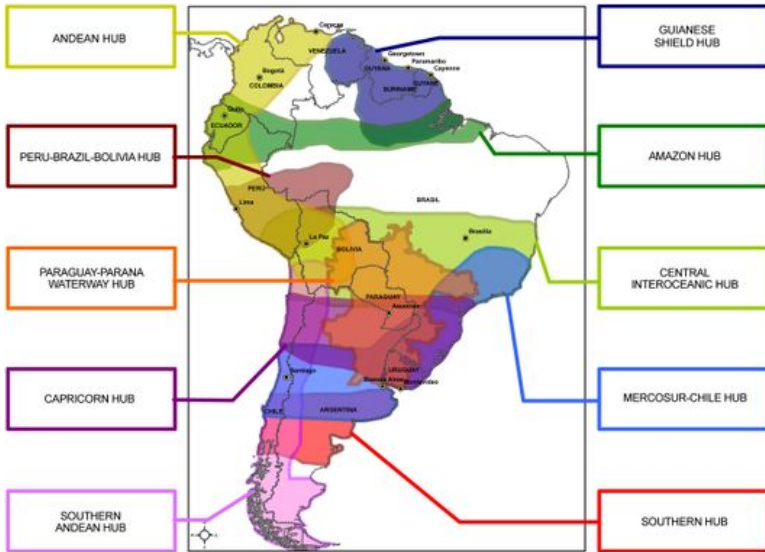 ANDEAN HUB
GUIANESE
SHIELD HUB
PERU-BRAZIL-BOLIVIA HUB
AMAZON HUB
PARAGUAY-PARANA
WATERWAY HUB
CENTRAL
INTEROCEANIC HUB
CAPRICORN HUB
MERCOSUR-CHILE HUB
SOUTHERN
ANDEAN HUB
SOUTHERN HUB
Caracas
VENEZUELA
Georgetown
Paramaribo
GUYANA
Cayenne
Bogotá
COLOMBIA
SURINAME
GUYANE
Quito
ECUADOR
PERU
Lima
BRASIL
Brasilia
La Paz
BOLIVIA
PARAGUAY
Asuncion
Santiago
URUGUAY
Buenos Aires
Montevideo
CHILE
ARGENTINA